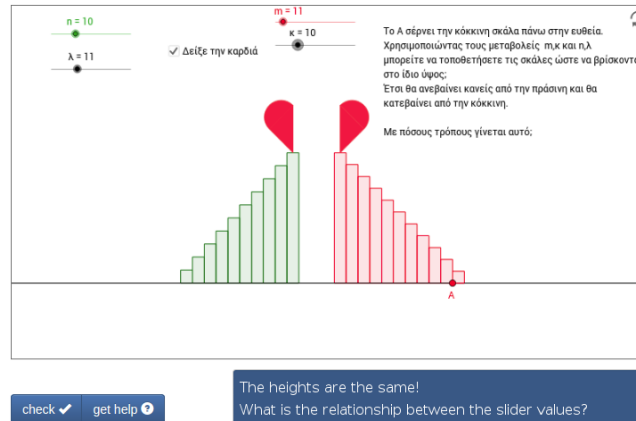 n = 10
λ = 11
Δείξε την καρδιά
m = 11
κ = 10
Το Α σέρνει την κόκκινη σκάλα πάνω στην ευθεία.
Χρησιμοποιώντας τους μεταβολείς m,κ και n,λ
μπορείτε να τοποθετήσετε τις σκάλες ώστε να βρίσκοντα
στο ίδιο ύψος;
Έτσι θα ανεβαίνει κανείς από την πράσινη και θα
κατεβαίνει από την κόκκινη.
Με πόσους τρόπους γίνεται αυτό;
A
check
get help
The heights are the same!
What is the relationship between the slider values?